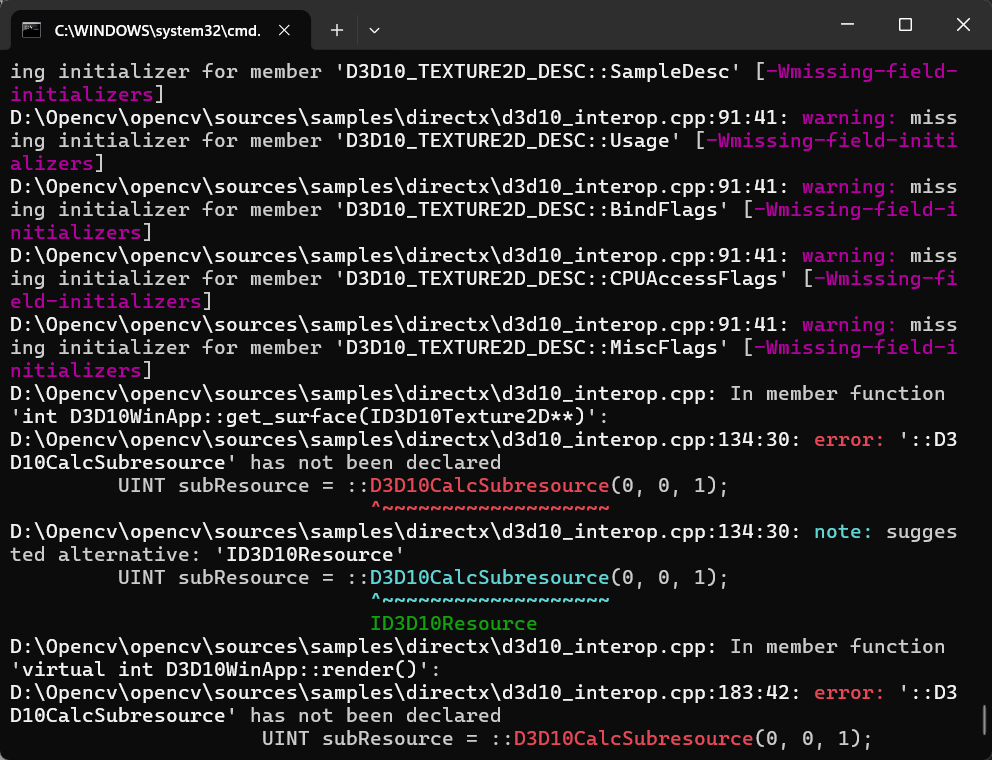 C:\WINDOWS\system32\cmd.
ing initializer for member 'D3D10_TEXTURE2D_DESC::SampleDesc' [-Wmissing-field-
initializers]
D:\Opencv\opencv\sources\samples\directx\d3d10_interop.cpp:91:41: warning: miss
ing initializer for member 'D3D10_TEXTURE2D_DESC::Usage' [-Wmissing-field-initi
alizers]
D:\Opencv\opencv\sources\samples\directx\d3d10_interop.cpp:91:41: warning: miss
ing initializer for member 'D3D10_TEXTURE2D_DESC::BindFlags' [-Wmissing-field-i
nitializers]
D:\Opencv\opencv\sources\samples\directx\d3d10_interop.cpp:91:41: warning: miss
ing initializer for member 'D3D10_TEXTURE2D_DESC::CPUAccessFlags' [-Wmissing-fi
eld-initializers]
D:\Opencv\opencv\sources\samples\directx\d3d10_interop.cpp:91:41: warning: miss
ing initializer for member 'D3D10_TEXTURE2D_DESC::MiscFlags' [-Wmissing-field-i
nitializers]
D:\Opencv\opencv\sources\samples\directx\d3d10_interop.cpp: In member function
'int D3D10WinApp::get_surface(ID3D10Texture2D**)':
D:\Opencv\opencv\sources\samples\directx\d3d10_interop.cpp:134:30: error: '::D3
D10CalcSubresource' has not been declared
         UINT subResource = ::D3D10CalcSubresource(0, 0, 1);
                              ^~~~~~~~~~~~~~~~~~~~
D:\Opencv\opencv\sources\samples\directx\d3d10_interop.cpp:134:30: note: sugges
ted alternative: 'ID3D10Resource'
         UINT subResource = ::D3D10CalcSubresource(0, 0, 1);
                              ^~~~~~~~~~~~~~~~~~~~
                              ID3D10Resource
D:\Opencv\opencv\sources\samples\directx\d3d10_interop.cpp: In member function
'virtual int D3D10WinApp::render()':
D:\Opencv\opencv\sources\samples\directx\d3d10_interop.cpp:183:42: error: '::D3
D10CalcSubresource' has not been declared
                     UINT subResource = ::D3D10CalcSubresource(0, 0, 1);